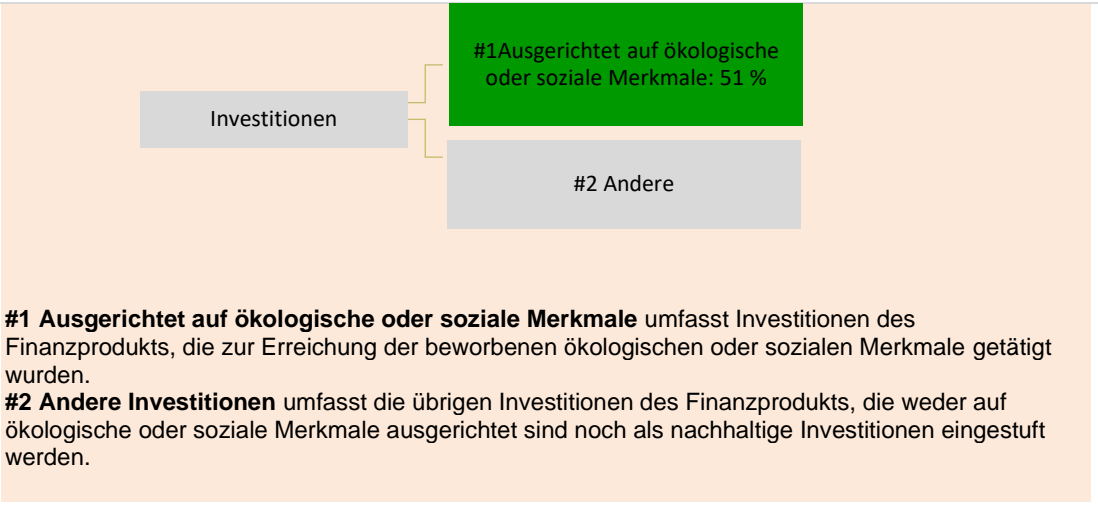 #1Ausgerichtet auf ökologische
oder soziale Merkmale: 51 %
Investitionen
#2 Andere
#1 Ausgerichtet auf ökologische oder soziale Merkmale umfasst Investitionen des
Finanzprodukts, die zur Erreichung der beworbenen ökologischen oder sozialen Merkmale getätigt
wurden.
#2 Andere Investitionen umfasst die übrigen Investitionen des Finanzprodukts, die weder auf
ökologische oder soziale Merkmale ausgerichtet sind noch als nachhaltige Investitionen eingestuft
werden.